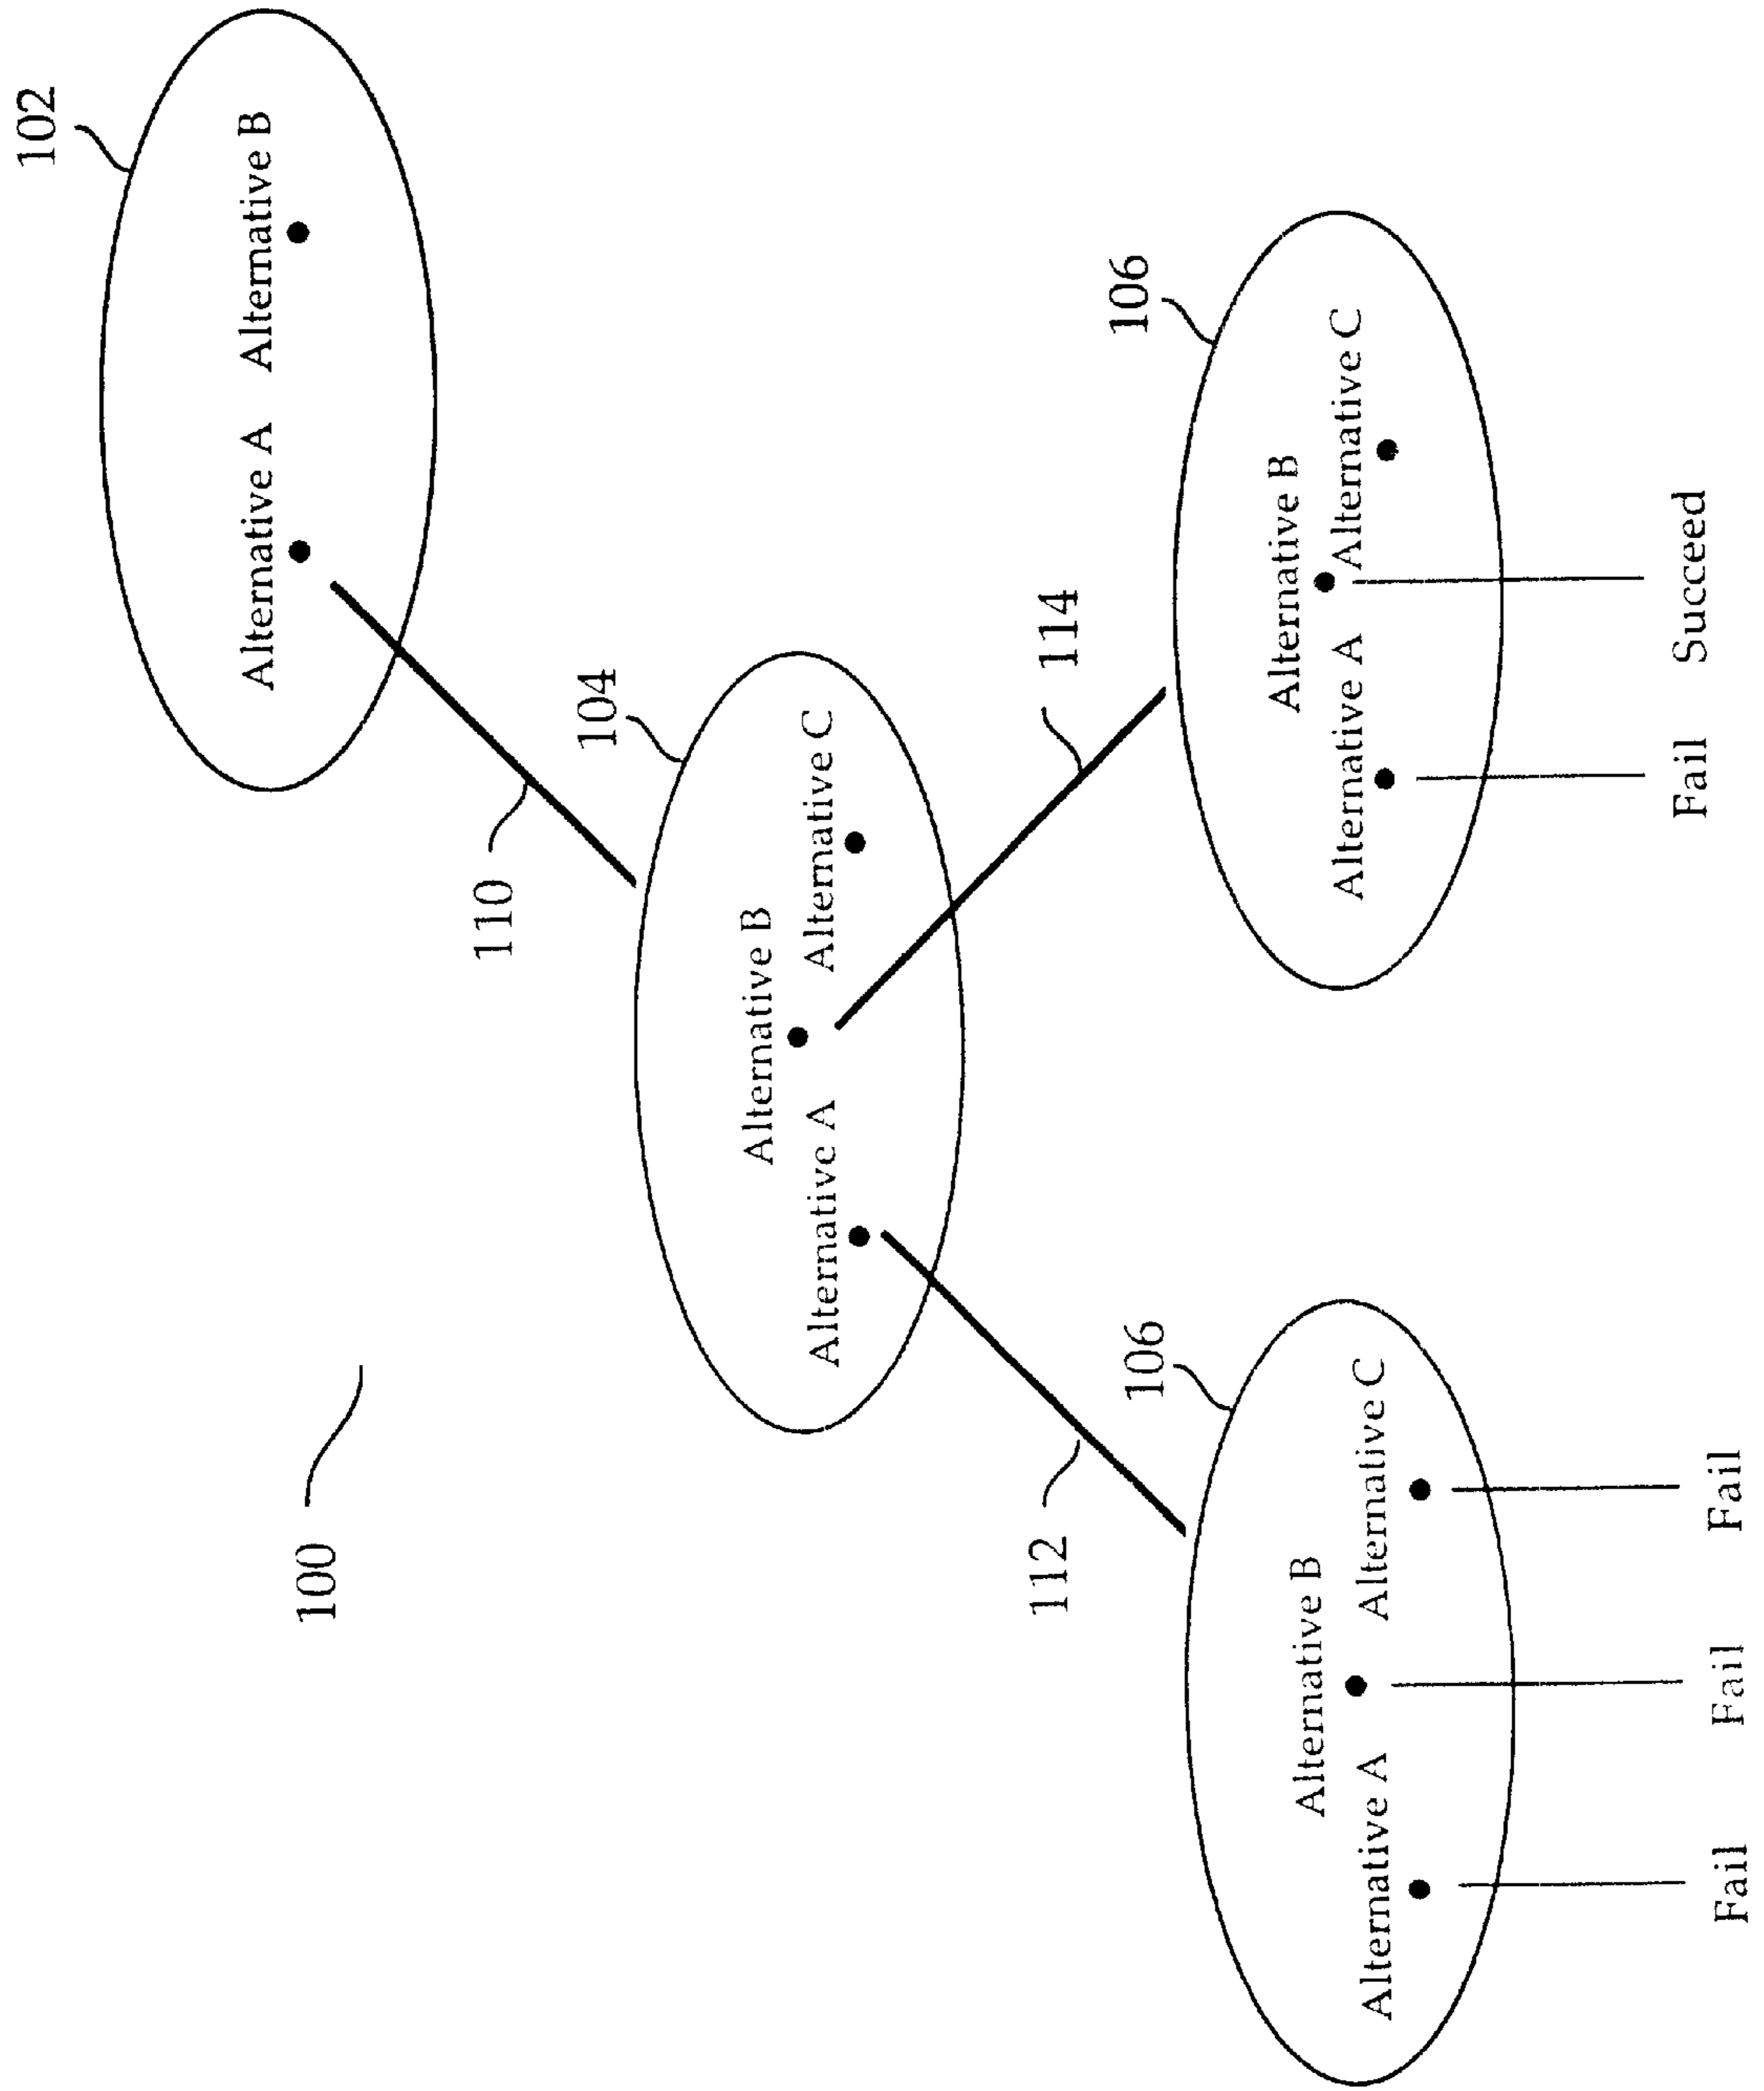 102
Alternative A Alternative B
100
110
104
Alternative B
Alternative A Alternative C
112 114
106 106
Alternative B Alternative B
Alternative A Alternative C Alternative A Alternative C
Fail Fail Fail Fail Succeed